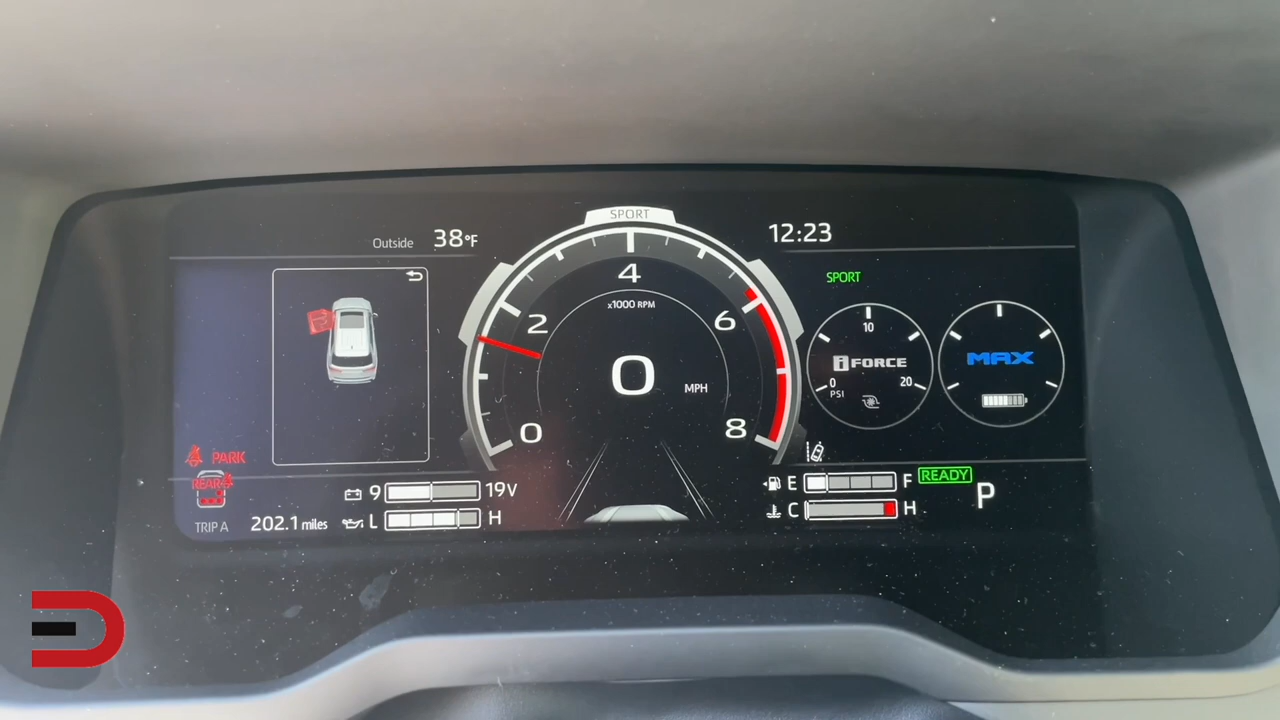 SPORT
Outside 38°F
12:23
SPORT
4
x1000 RPM
2
6
10
i FORCE
MAX
0
MPH
0
PSI
20
0
8
PARK
REAR
9
19V
E
F
READY
P
TRIP A 202.1 miles
L
H
C
H